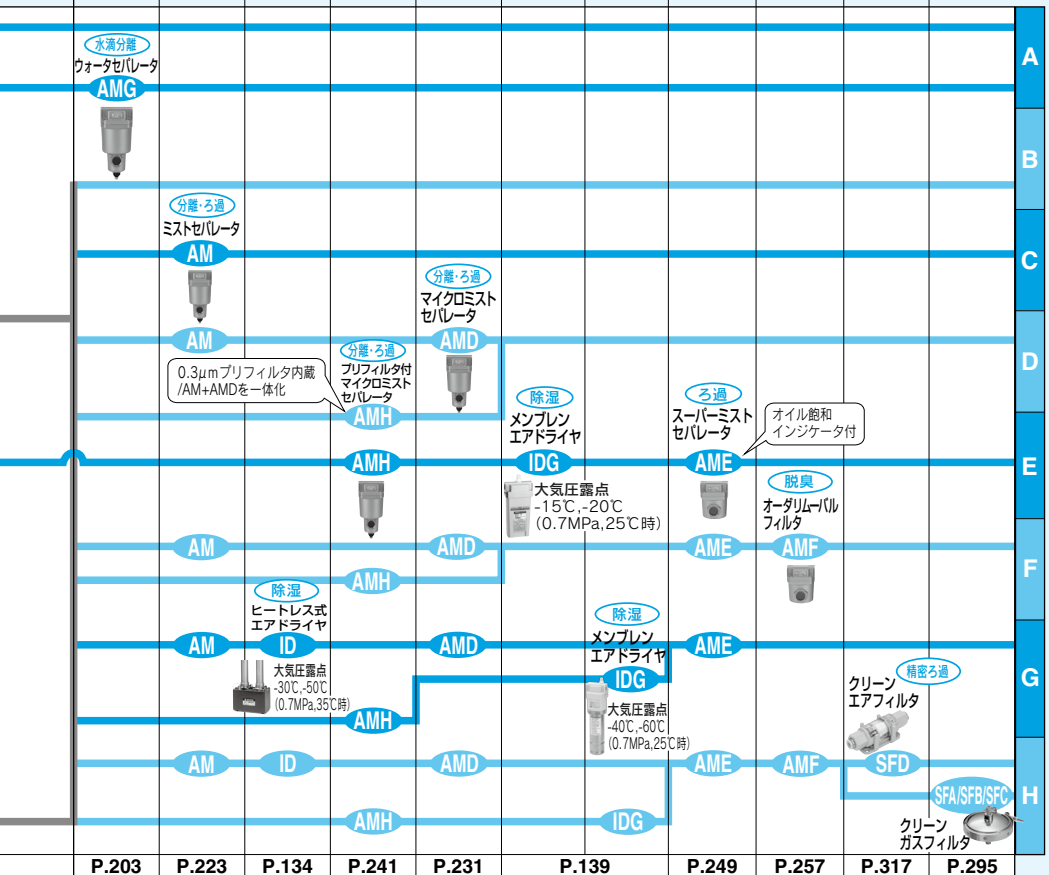 水滴分離
ウォータセパレータ
AMG
A
B
分離・ろ過
ミストセパレータ
AM
C
分離・ろ過
マイクロミスト
セパレータ
AM
AMD
D
0.3μmプリフィルタ内蔵
/AM+AMDを一体化
分離・ろ過
プリフィルタ付
マイクロミスト
セパレータ
AMH
除湿
メンブレン
エアドライヤ
ろ過
スーパーミスト
セパレータ
オイル飽和
インジケータ付
AMH
IDG
AME
E
大気圧露点
-15℃,-20℃
(0.7MPa,25℃時)
脱臭
オーダリムーバル
フィルタ
AM
AMD
AME
AMF
AMH
F
除湿
ヒートレス式
エアドライヤ
除湿
メンブレン
エアドライヤ
AM
ID
AMD
AME
IDG
G
大気圧露点
-30℃,-50℃
(0.7MPa,35℃時)
AMH
大気圧露点
-40℃,-60℃
(0.7MPa,25℃時)
精密ろ過
クリーン
エアフィルタ
AM
ID
AMD
AME
AMF
SFD
SFA/SFB/SFC
H
AMH
IDG
クリーン
ガスフィルタ
P.203 P.223 P.134 P.241 P.231 P.139 P.249 P.257 P.317 P.295